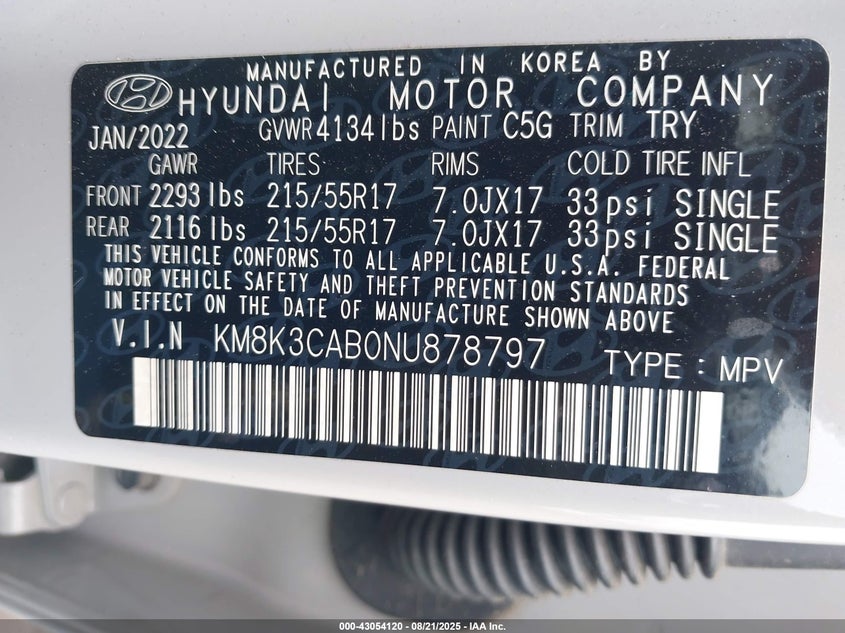 MANUFACTURED IN KOREA BY
HYUNDAI MOTOR COMPANY
JAN/2022 GVWR 4134 lbs PAINT C5G TRIM TRY
GAWR TIRES RIMS COLD TIRE INFL
FRONT 2293 lbs 215/55R17 7.0JX17 33 psi SINGLE
REAR 2116 lbs 215/55R17 7.0JX17 33 psi SINGLE
THIS VEHICLE CONFORMS TO ALL APPLICABLE U.S.A. FEDERAL
MOTOR VEHICLE SAFETY AND THEFT PREVENTION STANDARDS
IN EFFECT ON THE DATE OF MANUFACTURE SHOWN ABOVE
V.I.N KM8K3CAB0NU878797 TYPE : MPV
000-43054120 - 08/21/2025 - IAA Inc.